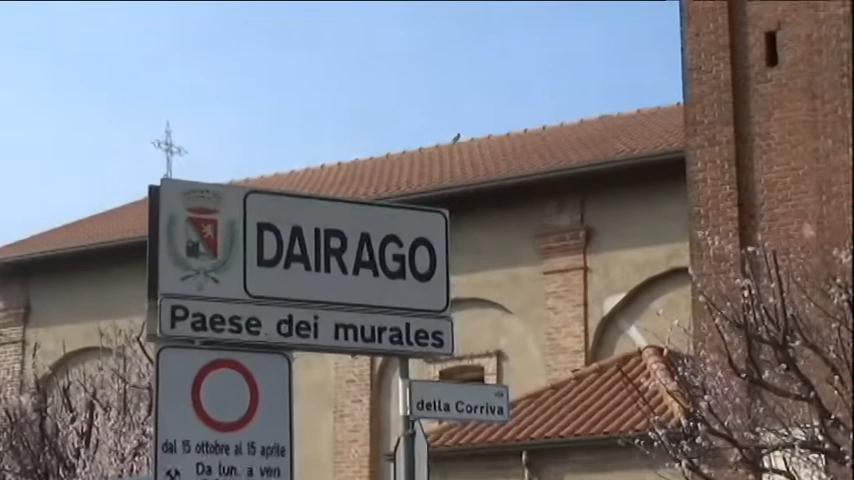 DAIRAGO
Paese dei murales
della Corriva
dal 15 ottobre al 15 aprile
Da lun. a ven